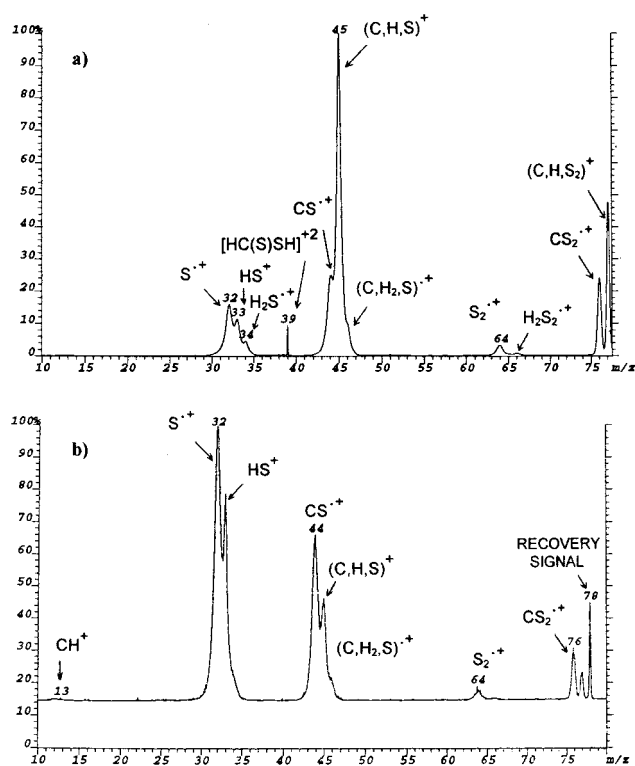 100%
90
80
70
60
50
40
30
20
10
0
a)
45
(C,H,S)⁺
(C,H,S₂)⁺
CS₂·⁺
CS·⁺
[HC(S)SH]⁺²
S·⁺
HS⁺
H₂S·⁺
32
33
34
39
(C,H₂,S)·⁺
S₂·⁺
64
H₂S₂·⁺
10 15 20 25 30 35 40 45 50 55 60 65 70 75 m/z
100%
90
80
70
60
50
40
30
20
10
0
b)
S·⁺
32
HS⁺
CS·⁺
44
(C,H,S)⁺
(C,H₂,S)·⁺
RECOVERY
SIGNAL
78
CS₂·⁺
76
S₂·⁺
64
CH⁺
13
10 15 20 25 30 35 40 45 50 55 60 65 70 75 m/z